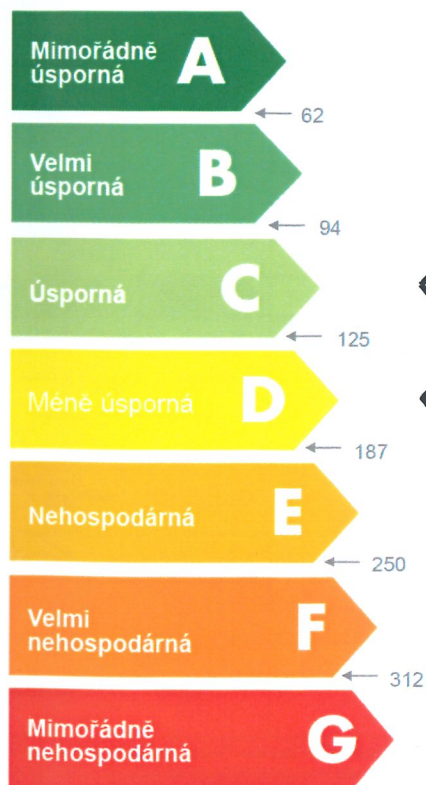 Mimořádně
úsporná A
62
Velmi
úsporná B
94
Úsporná C
125
Méně úsporná D
187
Nehospodárná E
250
Velmi
nehospodárná F
312
Mimořádně
nehospodárná G